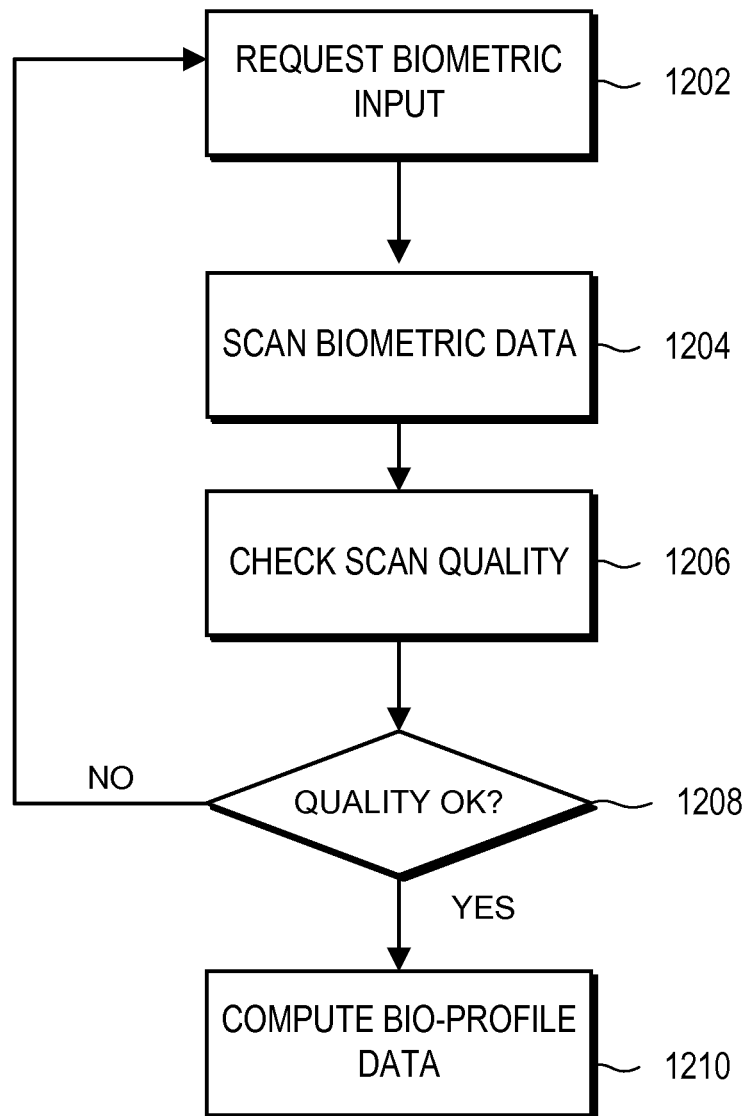 REQUEST BIOMETRIC
INPUT
1202
SCAN BIOMETRIC DATA
1204
CHECK SCAN QUALITY
1206
NO
QUALITY OK?
1208
YES
COMPUTE BIO-PROFILE
DATA
1210